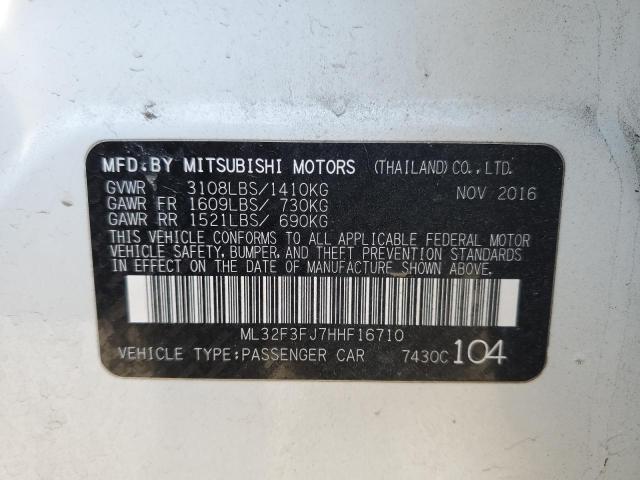 MFD.BY MITSUBISHI MOTORS (THAILAND) CO., LTD.
GVWR 3108LBS/1410KG NOV 2016
GAWR FR 1609LBS/ 730KG
GAWR RR 1521LBS/ 690KG
THIS VEHICLE CONFORMS TO ALL APPLICABLE FEDERAL MOTOR
VEHICLE SAFETY, BUMPER, AND THEFT PREVENTION STANDARDS
IN EFFECT ON THE DATE OF MANUFACTURE SHOWN ABOVE.
ML32F3FJ7HHF16710
VEHICLE TYPE:PASSENGER CAR 7430C 104